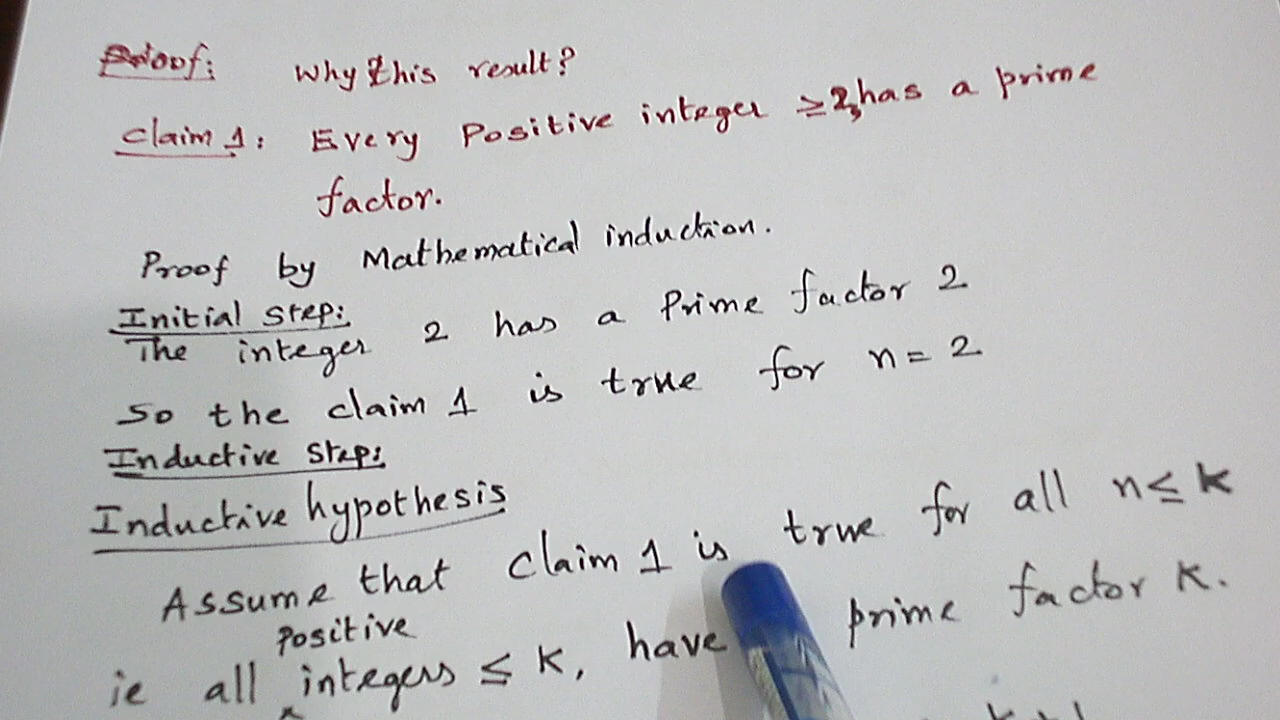 Proof: Why this result?
Claim 1: Every Positive integer ≥2, has a prime
factor.
Proof by Mathematical induction.
Initial Step:
The integer 2 has a Prime factor 2
So the claim 1 is true for n = 2
Inductive Step:
Inductive hypothesis
Assume that claim 1 is true for all n ≤ k
Positive
ie all integers ≤ k, have prime factor k.
k+1